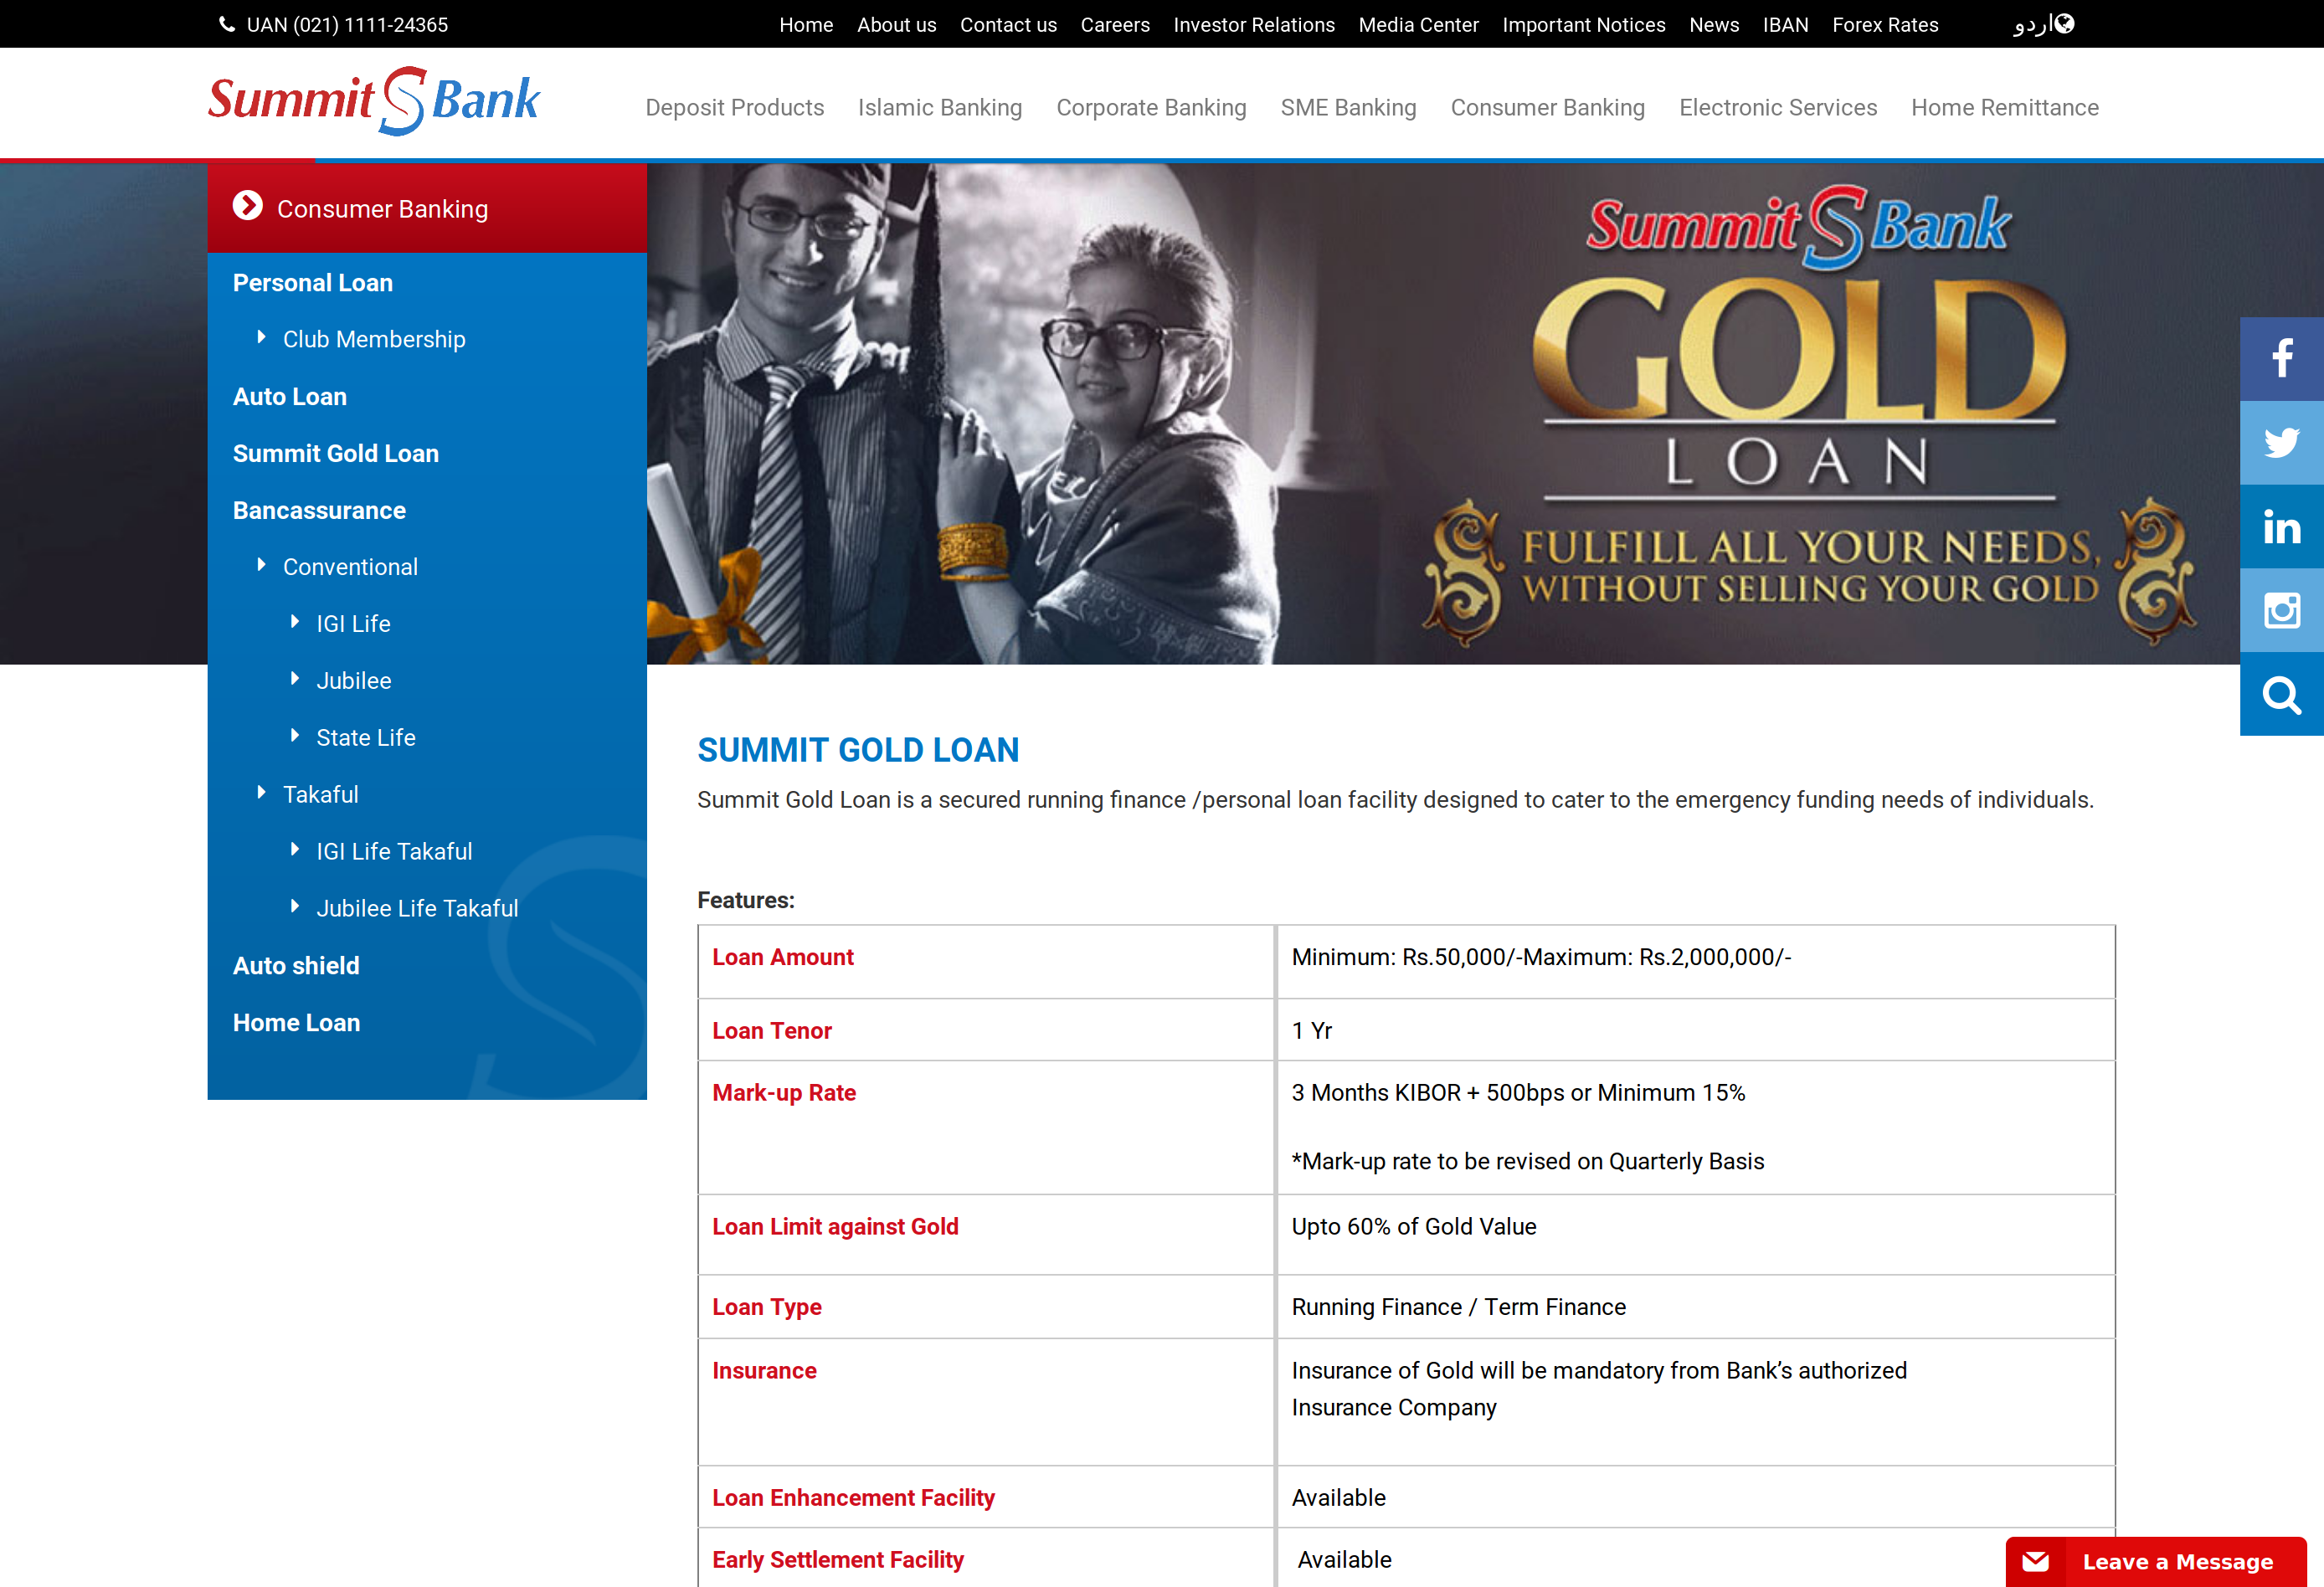 UAN (021) 1111-24365
Home About us Contact us Careers Investor Relations Media Center Important Notices News IBAN Forex Rates اردو
Summit S Bank
Deposit Products Islamic Banking Corporate Banking SME Banking Consumer Banking Electronic Services Home Remittance
Consumer Banking
Personal Loan
Club Membership
Auto Loan
Summit Gold Loan
Bancassurance
Conventional
IGI Life
Jubilee
State Life
Takaful
IGI Life Takaful
Jubilee Life Takaful
Auto shield
Home Loan
Summit S Bank
GOLD
LOAN
FULFILL ALL YOUR NEEDS,
WITHOUT SELLING YOUR GOLD
SUMMIT GOLD LOAN
Summit Gold Loan is a secured running finance /personal loan facility designed to cater to the emergency funding needs of individuals.
Features:
Loan Amount Minimum: Rs.50,000/-Maximum: Rs.2,000,000/-
Loan Tenor 1 Yr
Mark-up Rate 3 Months KIBOR + 500bps or Minimum 15%
*Mark-up rate to be revised on Quarterly Basis
Loan Limit against Gold Upto 60% of Gold Value
Loan Type Running Finance / Term Finance
Insurance Insurance of Gold will be mandatory from Bank’s authorized
Insurance Company
Loan Enhancement Facility Available
Early Settlement Facility Available
Leave a Message